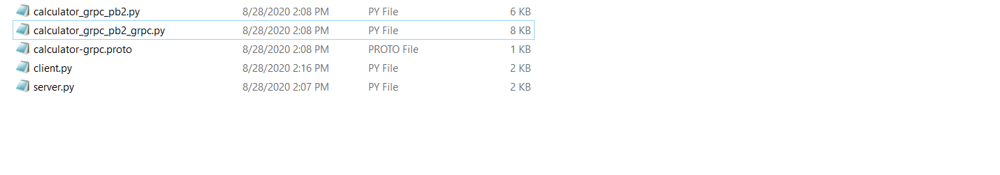 calculator_grpc_pb2.py 8/28/2020 2:08 PM PY File 6 KB
calculator_grpc_pb2_grpc.py 8/28/2020 2:08 PM PY File 8 KB
calculator-grpc.proto 8/28/2020 2:08 PM PROTO File 1 KB
client.py 8/28/2020 2:16 PM PY File 2 KB
server.py 8/28/2020 2:07 PM PY File 2 KB